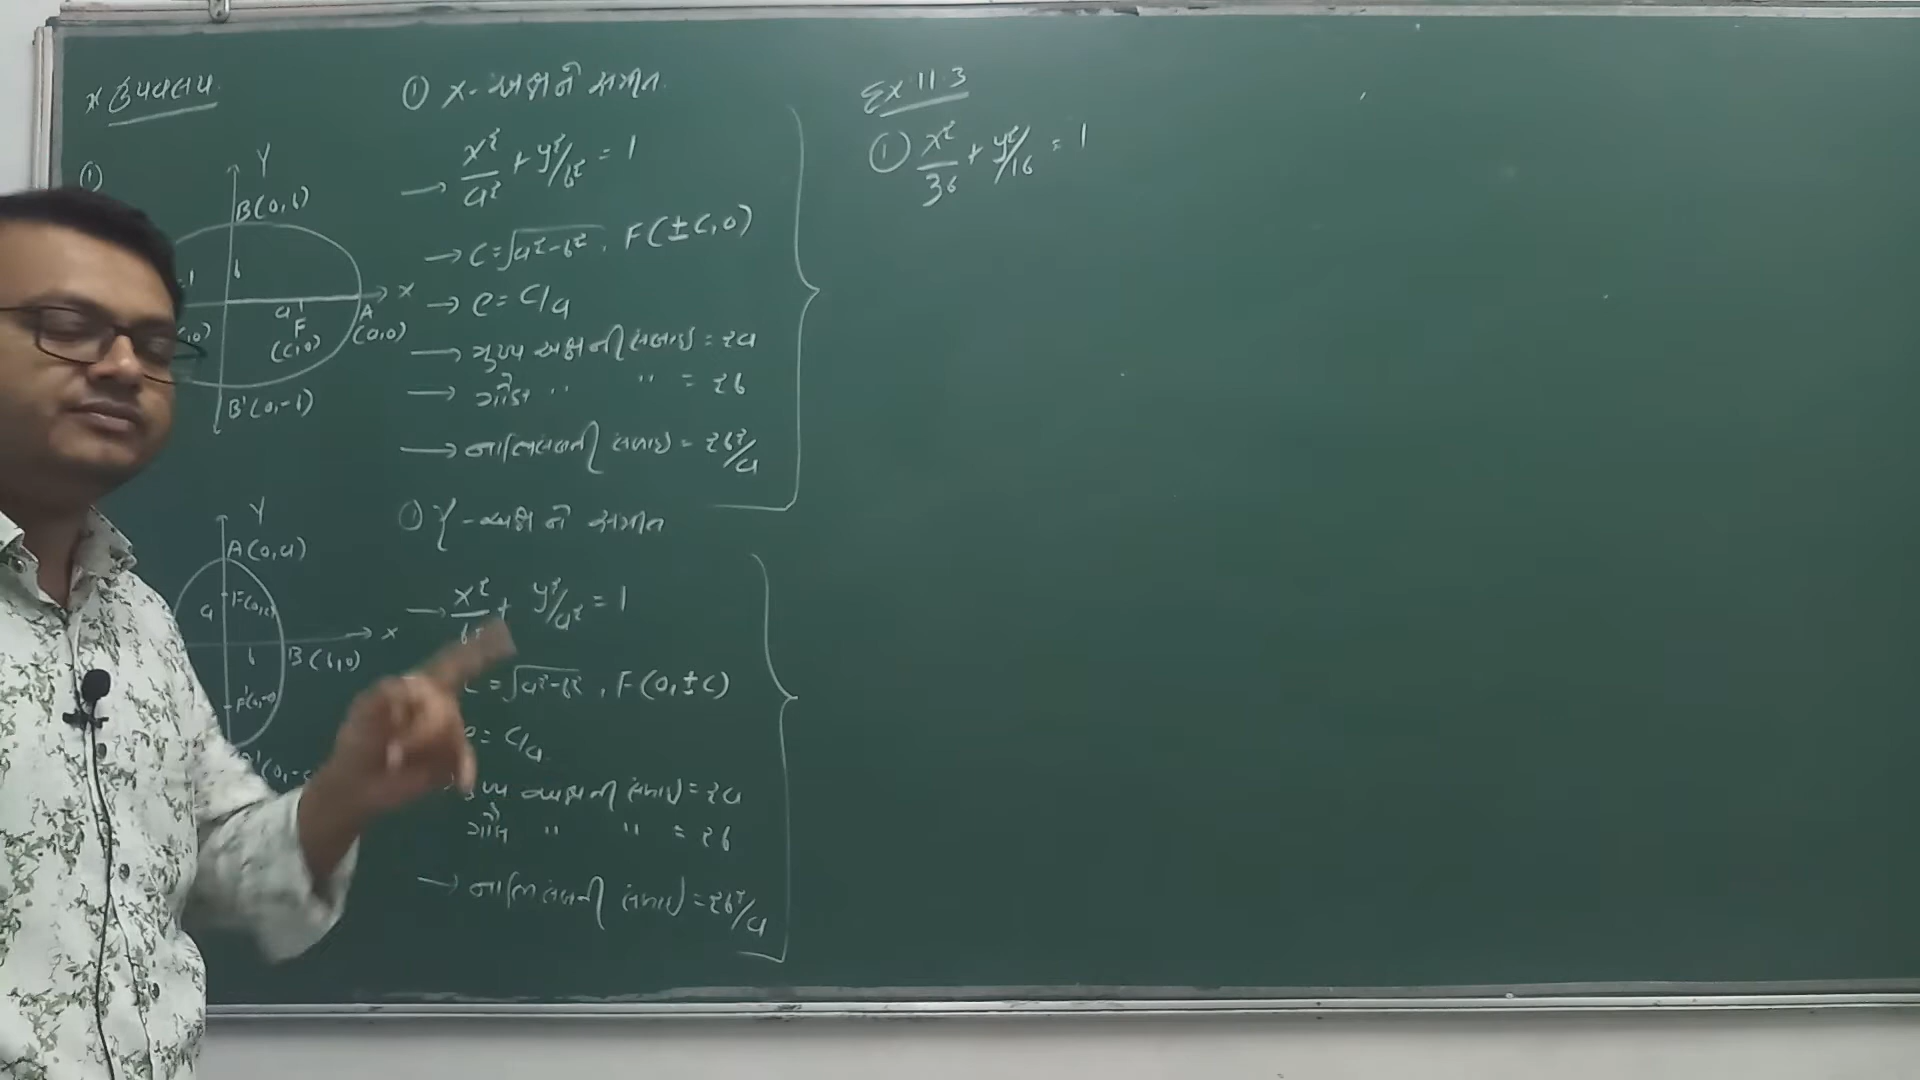 * ઉપવલય
①
Y
B(0,b)
b
a
F
(c,0)
A
(a,0)
X
B'(0,-b)
① X-અક્ષને સંગીત
→ x²/a² + y²/b² = 1
→ c=√a²-b², F(±c,0)
→ e= c/a
→ મુખ્ય અક્ષની લંબાઇ = 2a
→ ગૌણ " " = 2b
→ નાભિલંબની લંબાઇ = 2b²/a
Y
A(0,a)
a
F(0,c)
b
B(b,0)
X
① Y-અક્ષને સંગીત
→ x²/b² + y²/a² = 1
c=√a²-b², F(0,±c)
e= c/a
મુખ્ય અક્ષની લંબાઇ = 2a
ગૌણ " " = 2b
→ નાભિલંબની લંબાઇ = 2b²/a
Ex 11.3
① x²/36 + y²/16 = 1